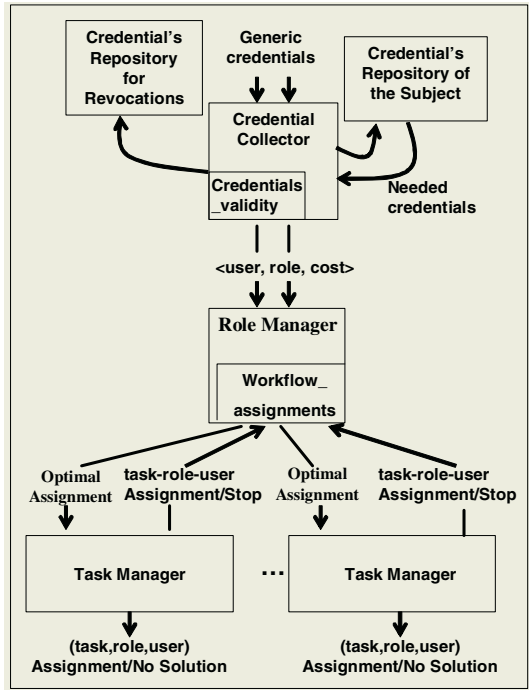 Credential's
Repository
for
Revocations
Generic
credentials
Credential's
Repository of
the Subject
Credential
Collector
Credentials
_validity
Needed
credentials
<user, role, cost>
Role Manager
Workflow_
assignments
Optimal
Assignment
task-role-user
Assignment/Stop
Optimal
Assignment
task-role-user
Assignment/Stop
Task Manager
...
Task Manager
(task,role,user)
Assignment/No Solution
(task,role,user)
Assignment/No Solution